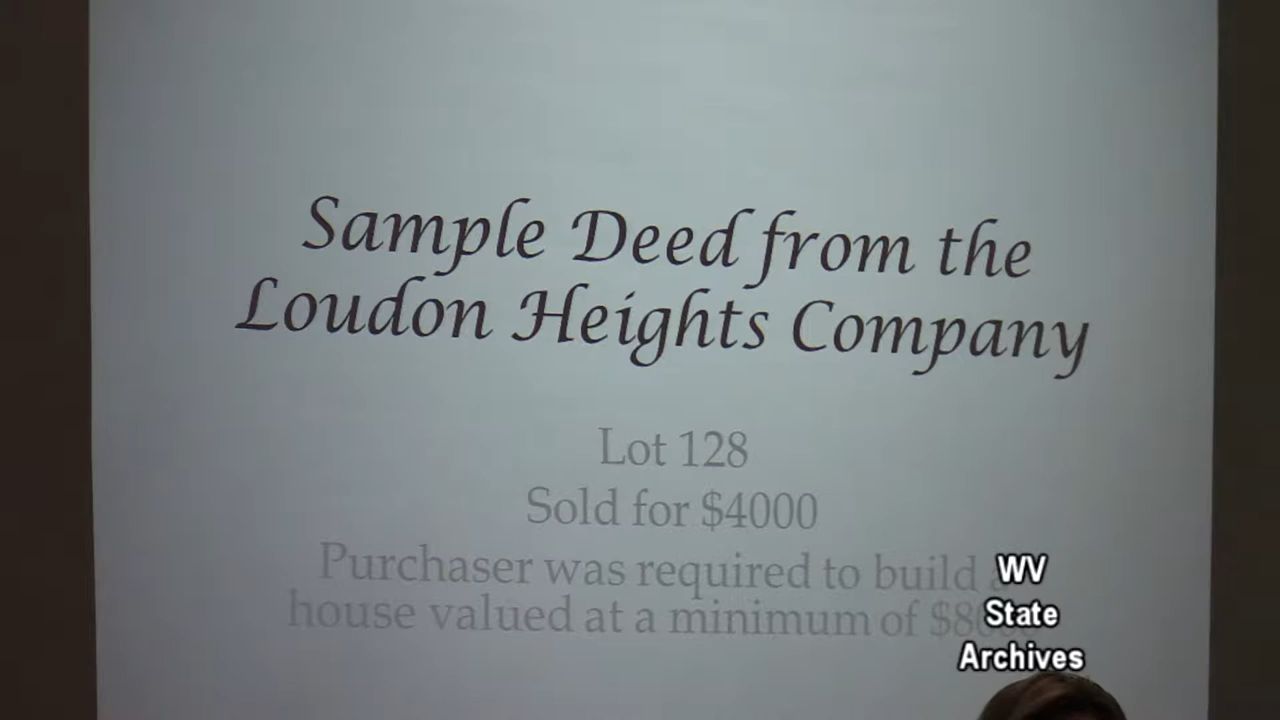 Sample Deed from the
Loudon Heights Company
Lot 128
Sold for $4000
Purchaser was required to build
house valued at a minimum of
WV
State
Archives